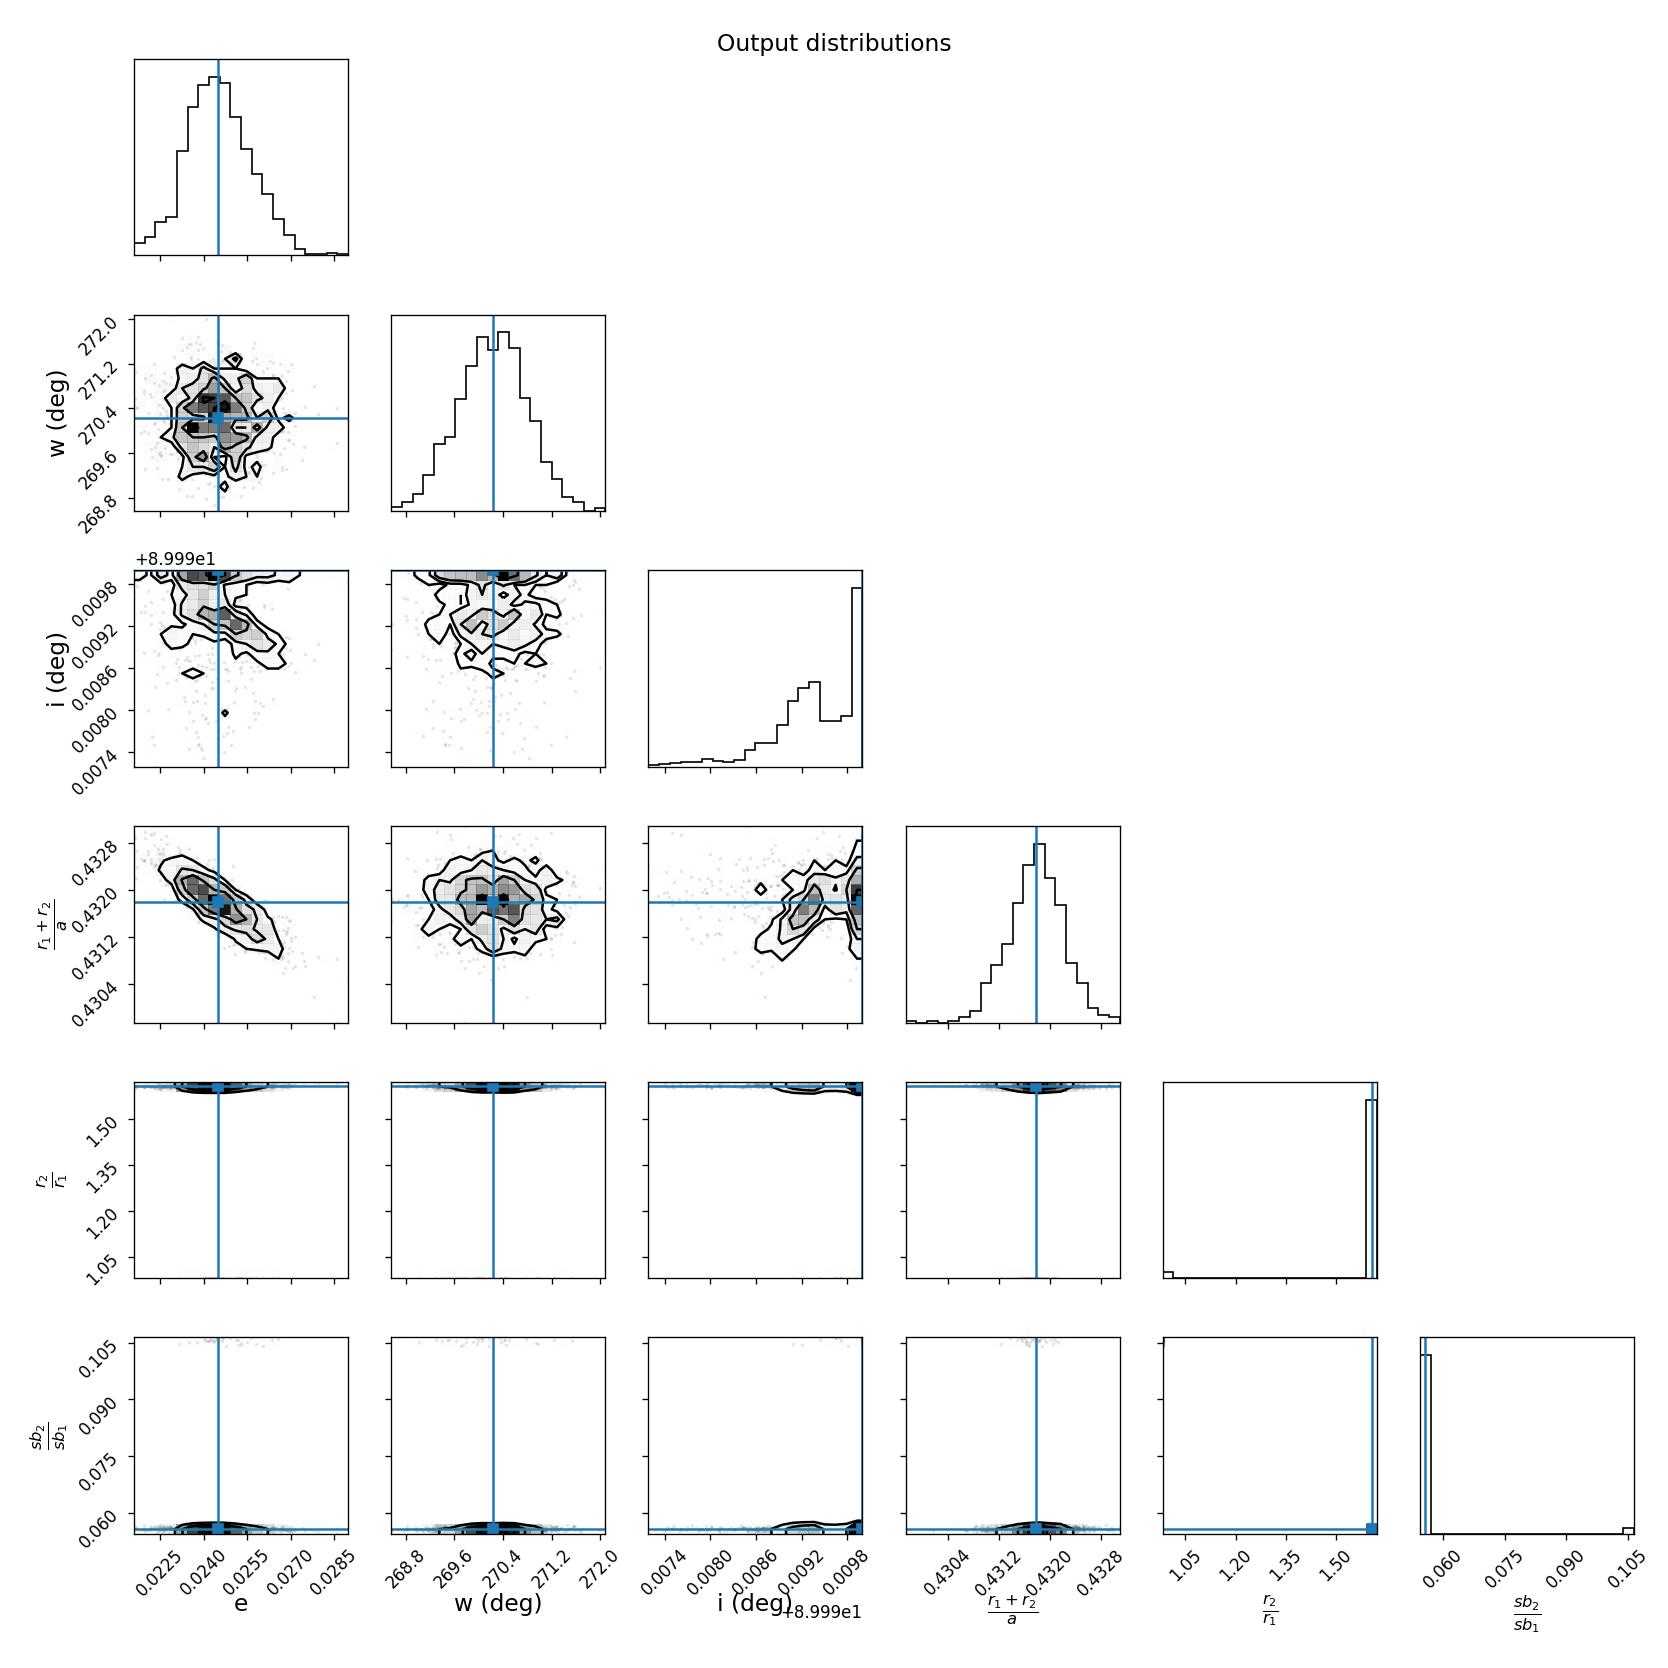 Output distributions
272.0
271.2
270.4
269.6
268.8
w (deg)
+8.999e1
0.0098
0.0092
0.0086
0.0080
0.0074
i (deg)
0.4328
0.4320
0.4312
0.4304
r1 + r2
a
1.50
1.35
1.20
1.05
r2
r1
0.105
0.090
0.075
0.060
sb2
sb1
0.0225 0.0240 0.0255 0.0270 0.0285
e
268.8 269.6 270.4 271.2 272.0
w (deg)
0.0074 0.0080 0.0086 0.0092 0.0098
i (deg)
+8.999e1
0.4304 0.4312 0.4320 0.4328
r1 + r2
a
1.05 1.20 1.35 1.50
r2
r1
0.060 0.075 0.090 0.105
sb2
sb1